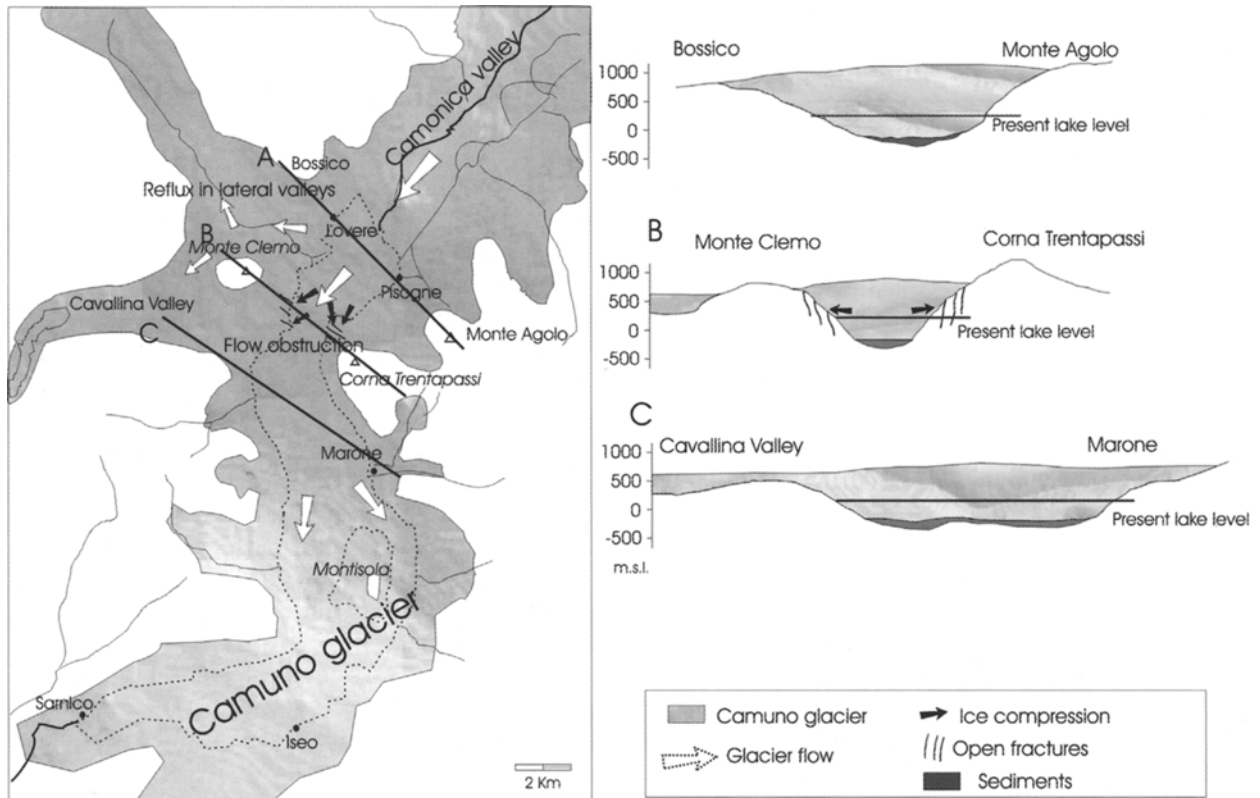 Camonica valley
A
Bossico
Reflux in lateral valleys
Lovere
B
Monte Clemo
Pisogne
Cavallina Valley
C
Monte Agolo
Flow obstruction
Corna Trentapassi
Marone
Montisola
Camuno glacier
Sarnico
Iseo
2 Km
Bossico
Monte Agolo
1000
500
0
-500
Present lake level
B
Monte Clemo
Corna Trentapassi
1000
500
0
-500
Present lake level
C
Cavallina Valley
Marone
1000
500
0
-500
m.s.l.
Present lake level
Camuno glacier
Glacier flow
Ice compression
Open fractures
Sediments